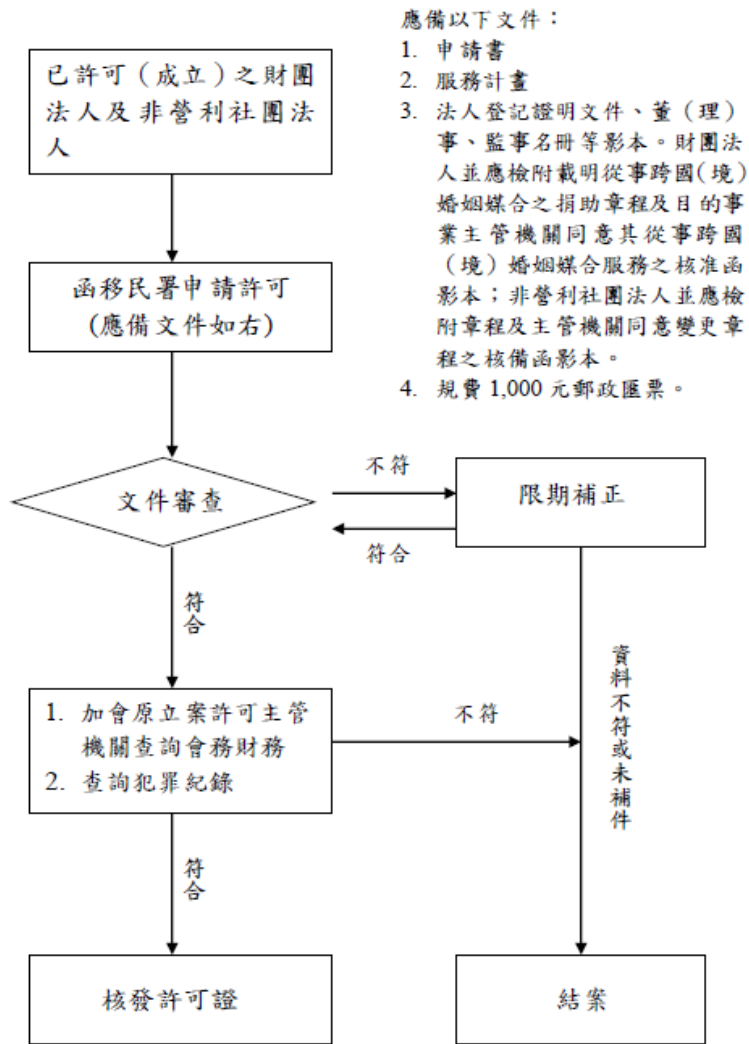 應備以下文件：
1. 申請書
2. 服務計畫
3. 法人登記證明文件、董（理）
事、監事名冊等影本。財團法
人並應檢附載明從事跨國(境)
婚姻媒合之捐助章程及目的事
業主管機關同意其從事跨國
（境）婚姻媒合服務之核准函
影本；非營利社團法人並應檢
附章程及主管機關同意變更章
程之核備函影本。
4. 規費 1,000 元郵政匯票。
已許可（成立）之財團
法人及非營利社團法
人
函移民署申請許可
(應備文件如右)
文件審查
不符
符合
限期補正
符合
資料不符或未補件
1. 加會原立案許可主管
機關查詢會務財務
2. 查詢犯罪紀錄
不符
符合
核發許可證
結案